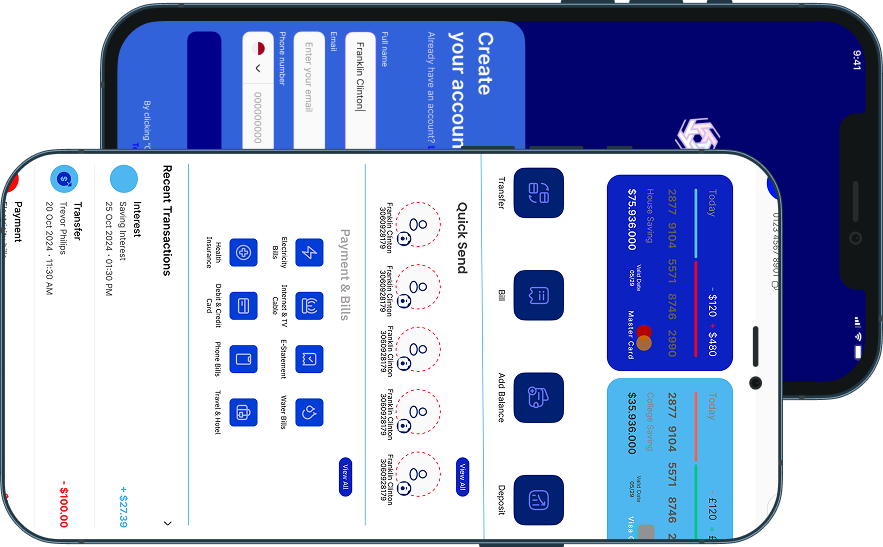 9:41
Create
your accoun
Already have an account?
Full name
Franklin Clinton
Email
Enter your email
Phone number
000000000
By clicking "C
0123 4567 8901
Today
- $120 + $480
2877 9104 5571 8746 2990
House Saving
Valid Date
05/29
$75.936.000
Master Card
Today
- £120 + £
2877 9104 5571 8746 2
College Saving
Valid Date
05/29
$35.936.000
Visa C
Transfer
Bill
Add Balance
Deposit
Quick Send
View All
Franklin Clinton
3060928179
Franklin Clinton
3060928179
Franklin Clinton
3060928179
Franklin Clinton
3060928179
Franklin Clinton
3060928179
Payment & Bills
View All
Electricity
Bills
Internet & TV
Cable
E-Statement
Water Bills
Health
Insurance
Debit & Credit
Card
Phone Bills
Travel & Hotel
Recent Transactions
Interest
Saving Interest
25 Oct 2024 • 01:30 PM
+ $27.39
Transfer
Trevor Philips
20 Oct 2024 • 11:30 AM
- $100.00
Payment